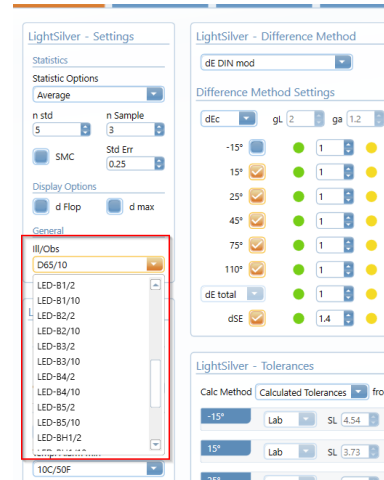 LightSilver - Settings
Statistics
Statistic Options
Average
n std
n Sample
5
3
SMC
Std Err
0.25
Display Options
d Flop
d max
General
Ill/Obs
D65/10
LED-B1/2
LED-B1/10
LED-B2/2
LED-B2/10
LED-B3/2
LED-B3/10
LED-B4/2
LED-B4/10
LED-B5/2
LED-B5/10
LED-BH1/2
10C/50F
LightSilver - Difference Method
dE DIN mod
Difference Method Settings
dEc
gL 2
ga 1.2
-15° 1
15° 1
25° 1
45° 1
75° 1
110° 1
dE total 1
dSE 1.4
LightSilver - Tolerances
Calc Method Calculated Tolerances
-15° Lab SL 4.54
15° Lab SL 3.73